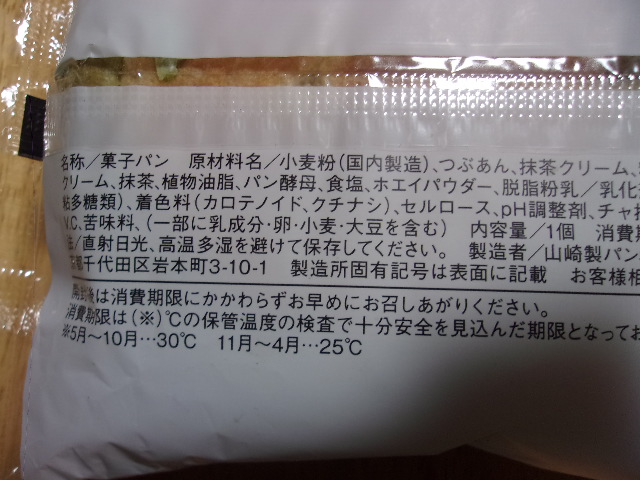 名称／菓子パン 原材料名／小麦粉（国内製造）、つぶあん、抹茶クリーム、
クリーム、抹茶、植物油脂、パン酵母、食塩、ホエイパウダー、脱脂粉乳／乳化
粘多糖類）、着色料（カロテノイド、クチナシ）、セルロース、pH調整剤、チャ
V.C、苦味料、（一部に乳成分・卵・小麦・大豆を含む） 内容量／1個 消費
／直射日光、高温多湿を避けて保存してください。 製造者／山崎製パン
京都千代田区岩本町3-10-1 製造所固有記号は表面に記載 お客様相
開封後は消費期限にかかわらずお早めにお召しあがりください。
消費期限は（※）℃の保管温度の検査で十分安全を見込んだ期限となってお
※5月〜10月…30℃ 11月〜4月…25℃